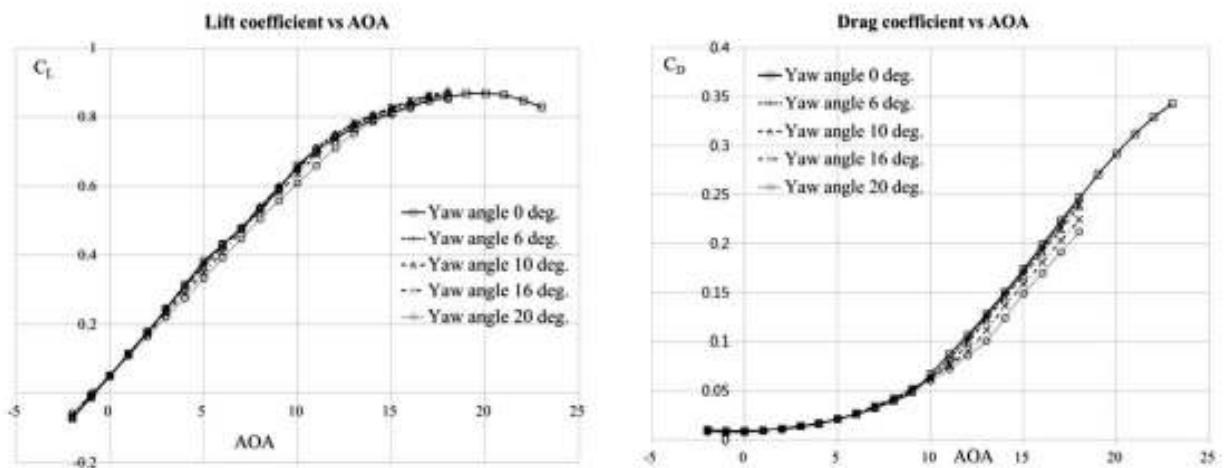 Lift coefficient vs AOA
1
C_L
0.8
0.6
0.4
0.2
-5
0
5
10
15
20
25
AOA
-0.2
Yaw angle 0 deg.
Yaw angle 6 deg.
Yaw angle 10 deg.
Yaw angle 16 deg.
Yaw angle 20 deg.
Drag coefficient vs AOA
0.4
C_D
0.35
0.3
0.25
0.2
0.15
0.1
0.05
0
-5
0
5
10
15
20
25
AOA
Yaw angle 0 deg.
Yaw angle 6 deg.
Yaw angle 10 deg.
Yaw angle 16 deg.
Yaw angle 20 deg.